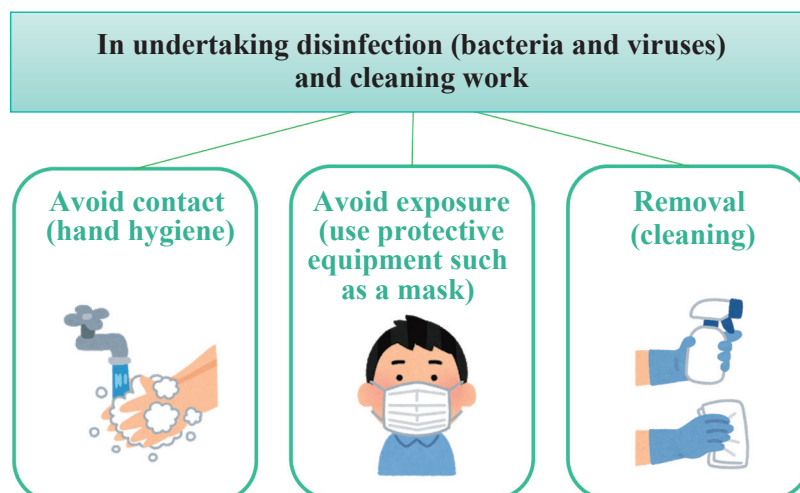 In undertaking disinfection (bacteria and viruses)
and cleaning work
Avoid contact
(hand hygiene)
Avoid exposure
(use protective
equipment such
as a mask)
Removal
(cleaning)